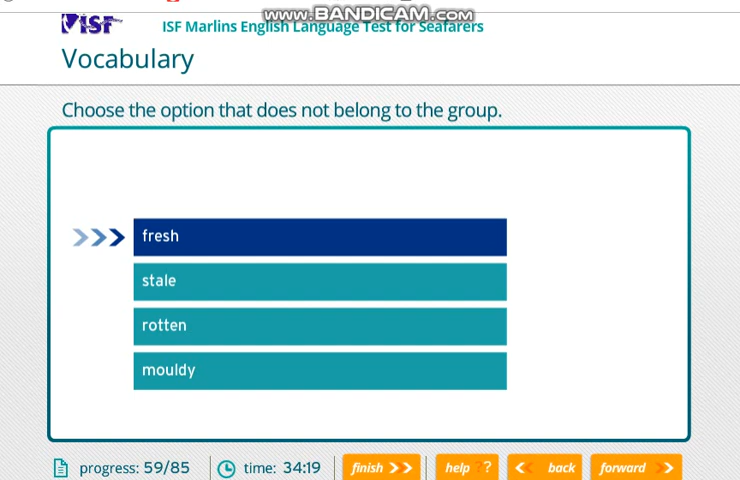 www.BANDICAM.COM
ISF ISF Marlins English Language Test for Seafarers
Vocabulary
Choose the option that does not belong to the group.
fresh
stale
rotten
mouldy
progress: 59/85 time: 34:19 finish help ? back forward